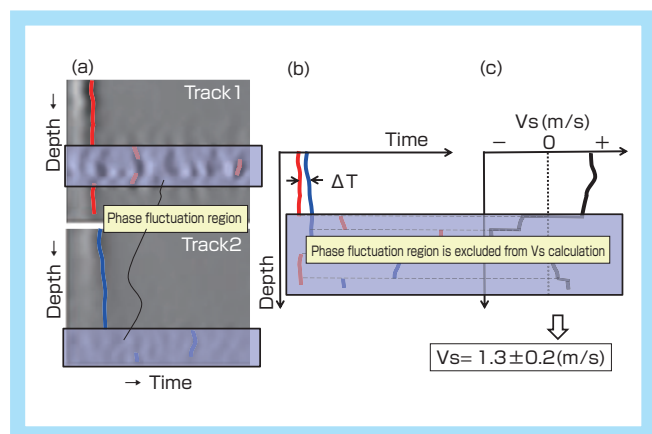 (a)
Track1
Depth →
Phase fluctuation region
Track2
Depth →
→ Time
(b)
Time
ΔT
Depth
(c)
Vs(m/s)
− 0 +
Phase fluctuation region is excluded from Vs calculation
Vs= 1.3±0.2(m/s)